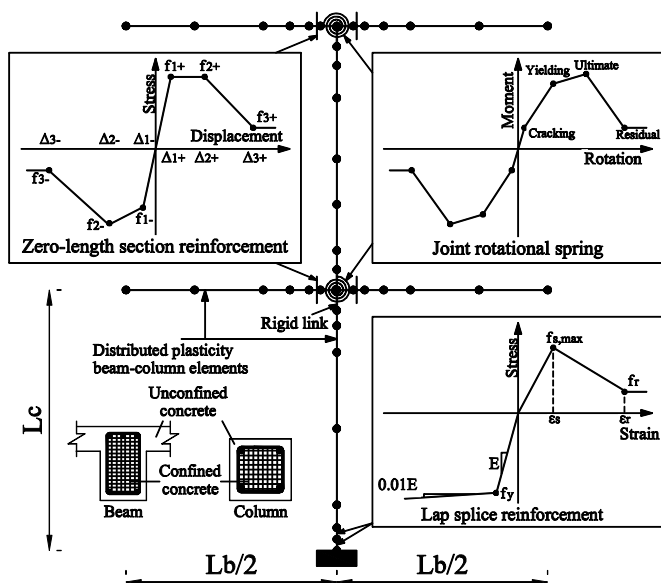 f1+ f2+
f3+
Stress
Displacement
Δ3- Δ2- Δ1-
Δ1+ Δ2+ Δ3+
f3-
f2- f1-
Zero-length section reinforcement
Moment
Yielding Ultimate
Cracking Residual
Rotation
Joint rotational spring
Rigid link
Distributed plasticity
beam-column elements
Lc
Unconfined
concrete
Confined
concrete
Beam Column
Stress
fs,max
fr
εs εr
Strain
E
0.01E
fy
Lap splice reinforcement
Lb/2 Lb/2